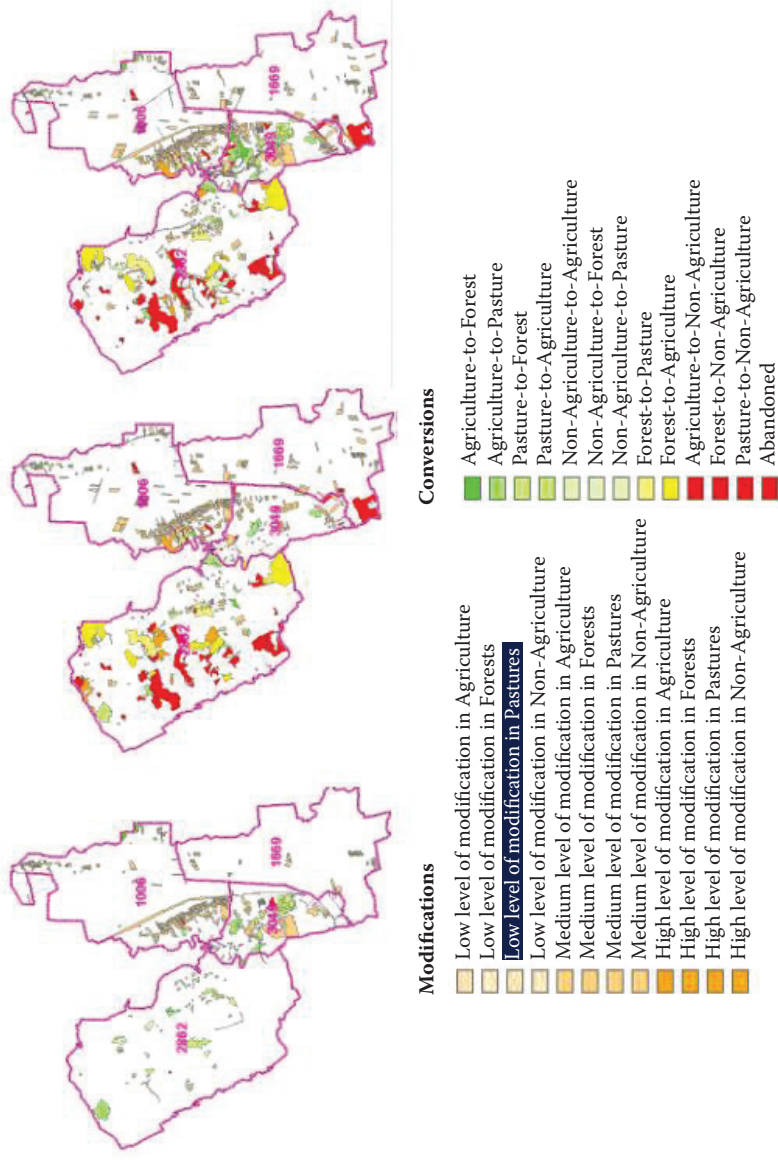 1006
1669
3049
2862
1006
1669
3049
2862
1006
1669
3049
2862
Modifications
Low level of modification in Agriculture
Low level of modification in Forests
Low level of modification in Pastures
Low level of modification in Non-Agriculture
Medium level of modification in Agriculture
Medium level of modification in Forests
Medium level of modification in Pastures
Medium level of modification in Non-Agriculture
High level of modification in Agriculture
High level of modification in Forests
High level of modification in Pastures
High level of modification in Non-Agriculture
Conversions
Agriculture-to-Forest
Agriculture-to-Pasture
Pasture-to-Forest
Pasture-to-Agriculture
Non-Agriculture-to-Agriculture
Non-Agriculture-to-Forest
Non-Agriculture-to-Pasture
Forest-to-Pasture
Forest-to-Agriculture
Agriculture-to-Non-Agriculture
Forest-to-Non-Agriculture
Pasture-to-Non-Agriculture
Abandoned